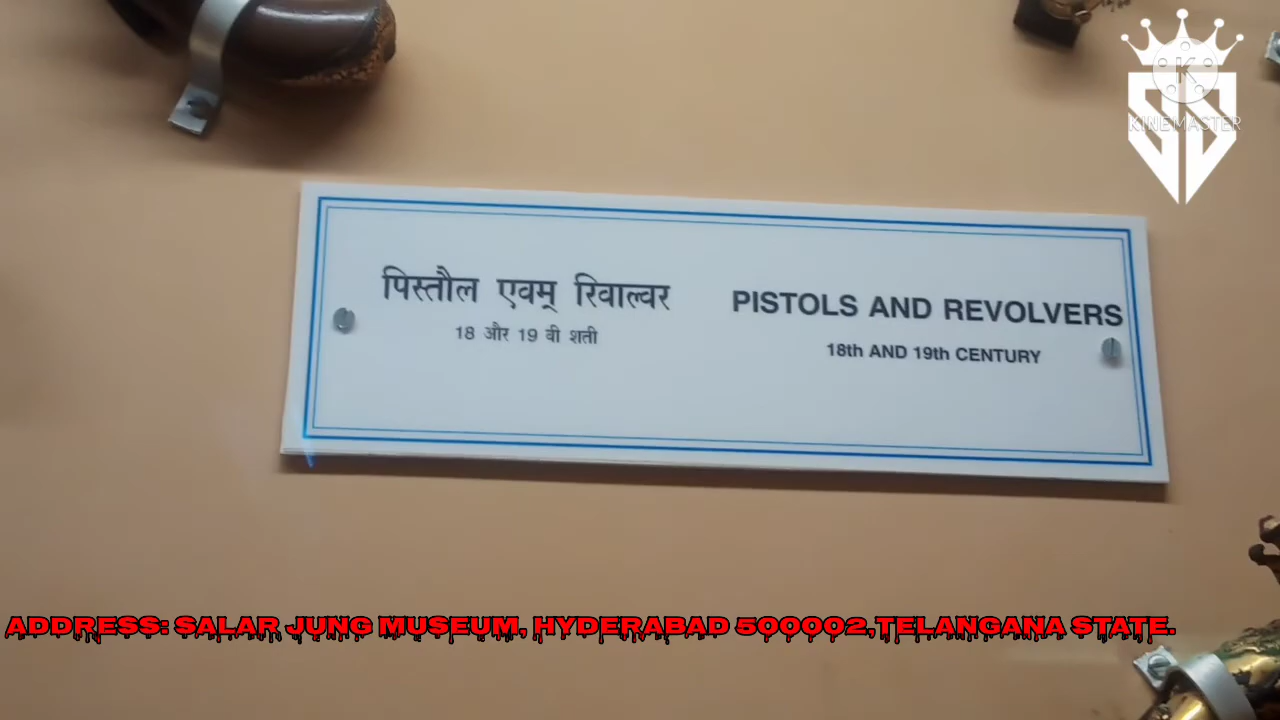 KINEMASTER
पिस्तौल एवम् रिवाल्वर
18 और 19 वी शती
PISTOLS AND REVOLVERS
18th AND 19th CENTURY
ADDRESS: SALAR JUNG MUSEUM, HYDERABAD 500002,TELANGANA STATE.